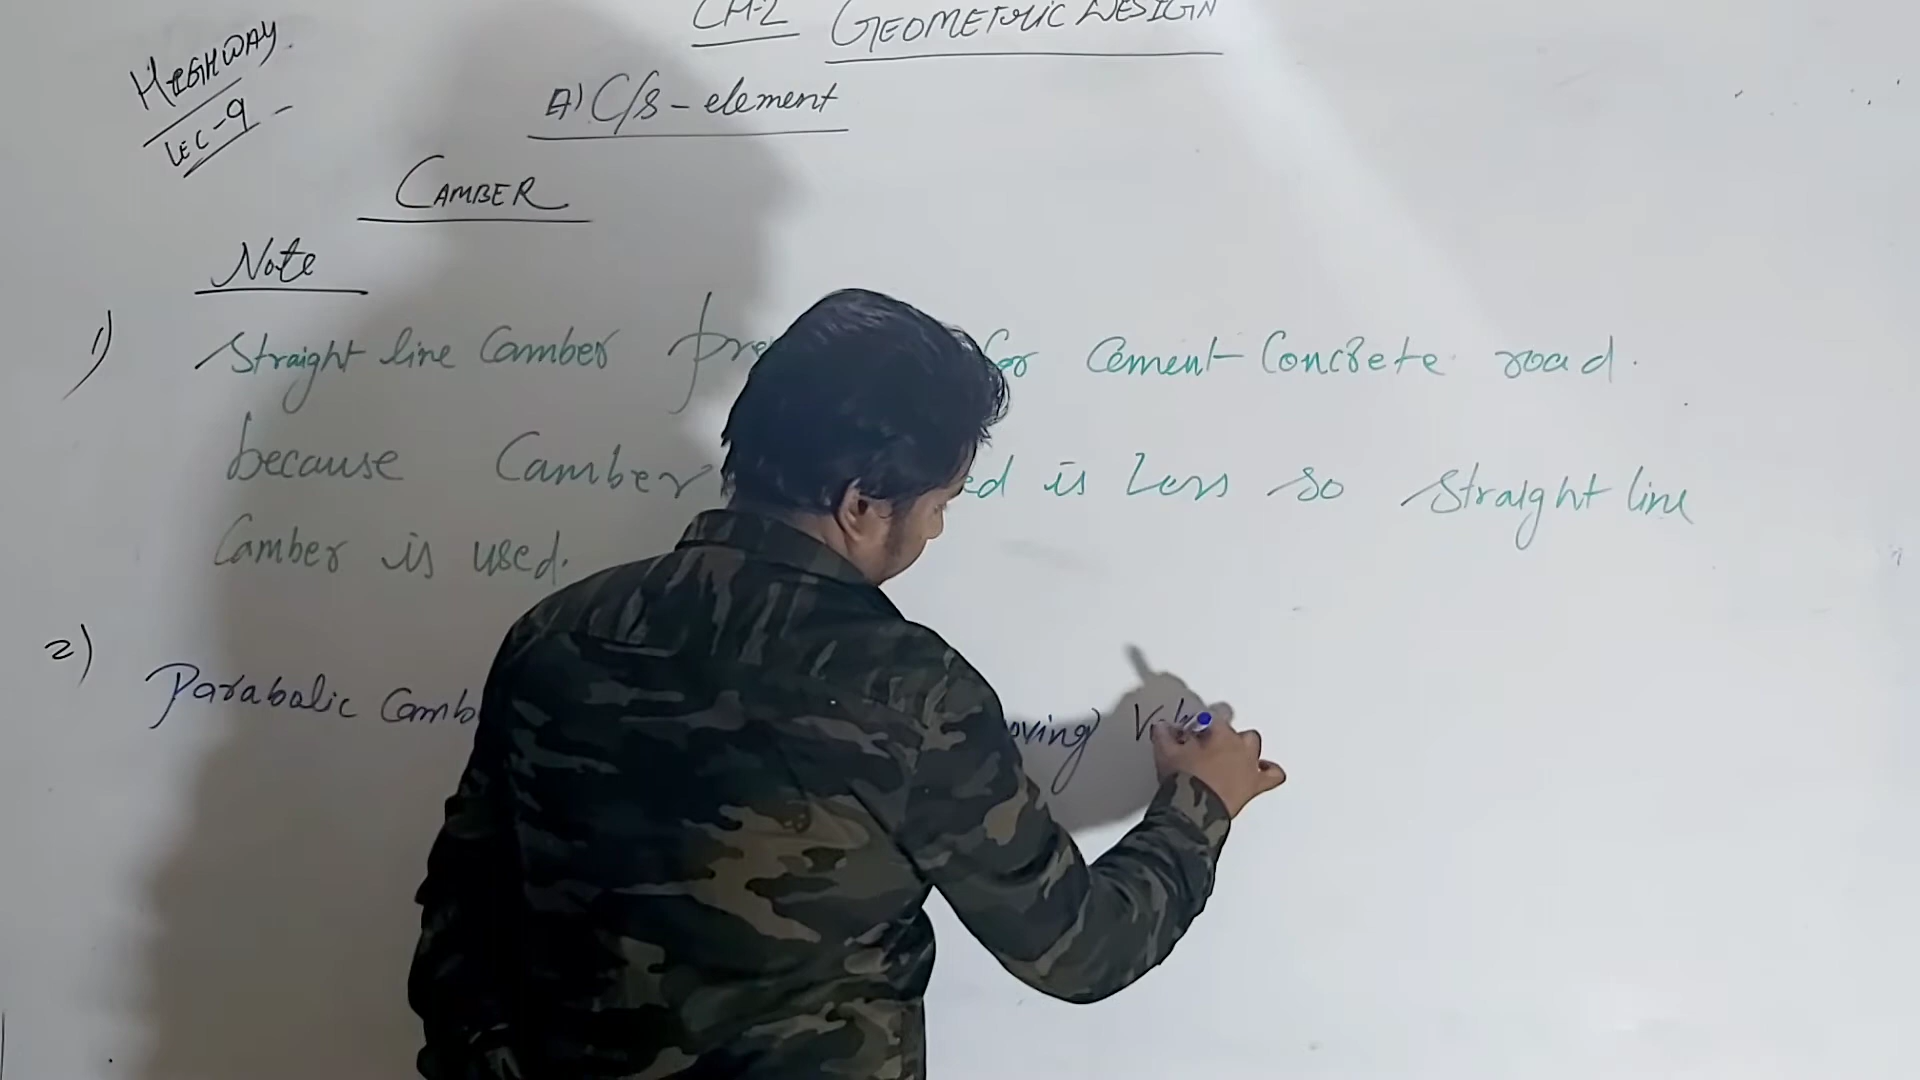 CH-2 GEOMETRIC DESIGN
HIGHWAY
LEC-9
A) C/s - element
CAMBER
Note
1) Straight line Camber for Cement Concrete road.
because Camber is Less so straight line
Camber is used.
2) Parabolic